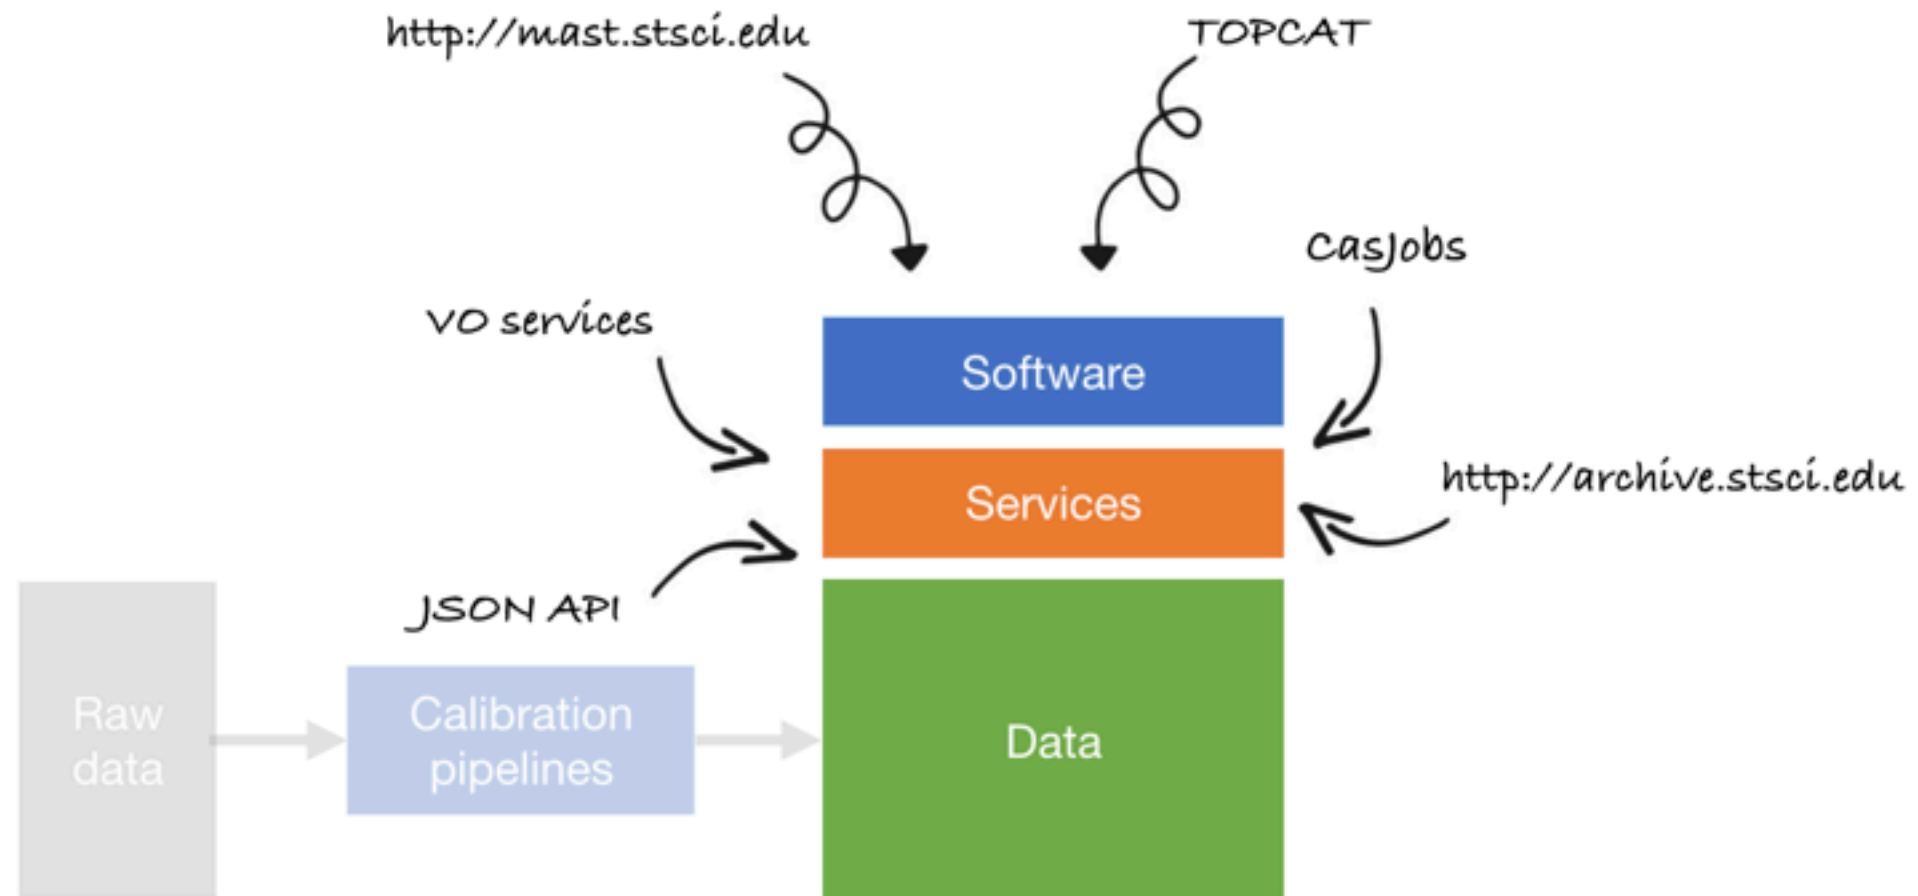 http://mast.stsci.edu
TOPCAT
CasJobs
VO services
Software
Services
http://archive.stsci.edu
JSON API
Raw
data
Calibration
pipelines
Data